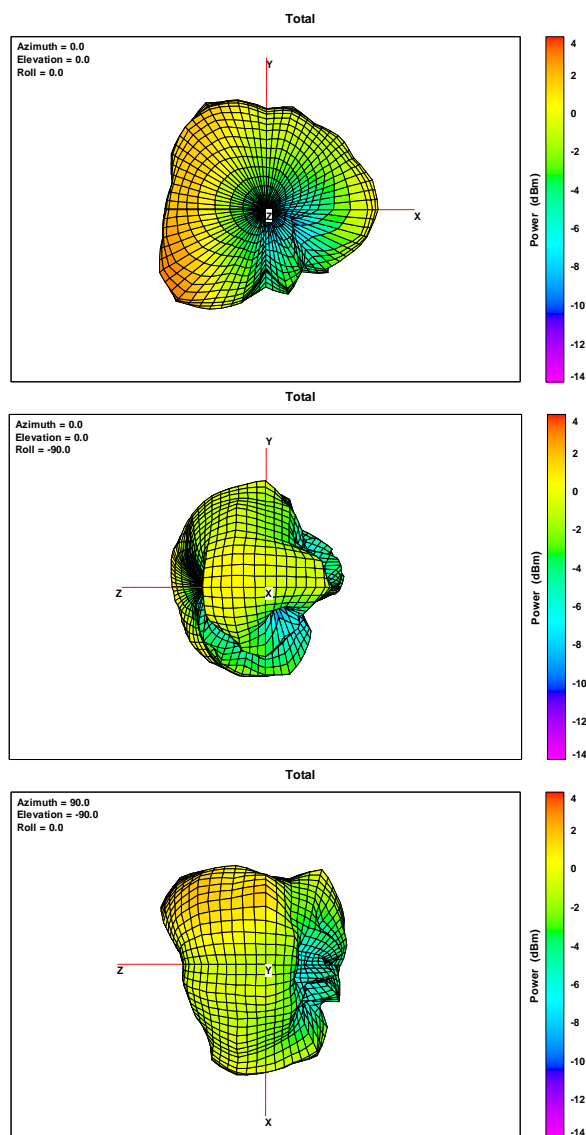 Total
Azimuth = 0.0
Elevation = 0.0
Roll = 0.0
Y
Z
X
4
2
0
-2
-4
-6
-8
-10
-12
-14
Power (dBm)
Total
Azimuth = 0.0
Elevation = 0.0
Roll = -90.0
Y
Z
X
4
2
0
-2
-4
-6
-8
-10
-12
-14
Power (dBm)
Total
Azimuth = 90.0
Elevation = -90.0
Roll = 0.0
Z
Y
X
4
2
0
-2
-4
-6
-8
-10
-12
-14
Power (dBm)